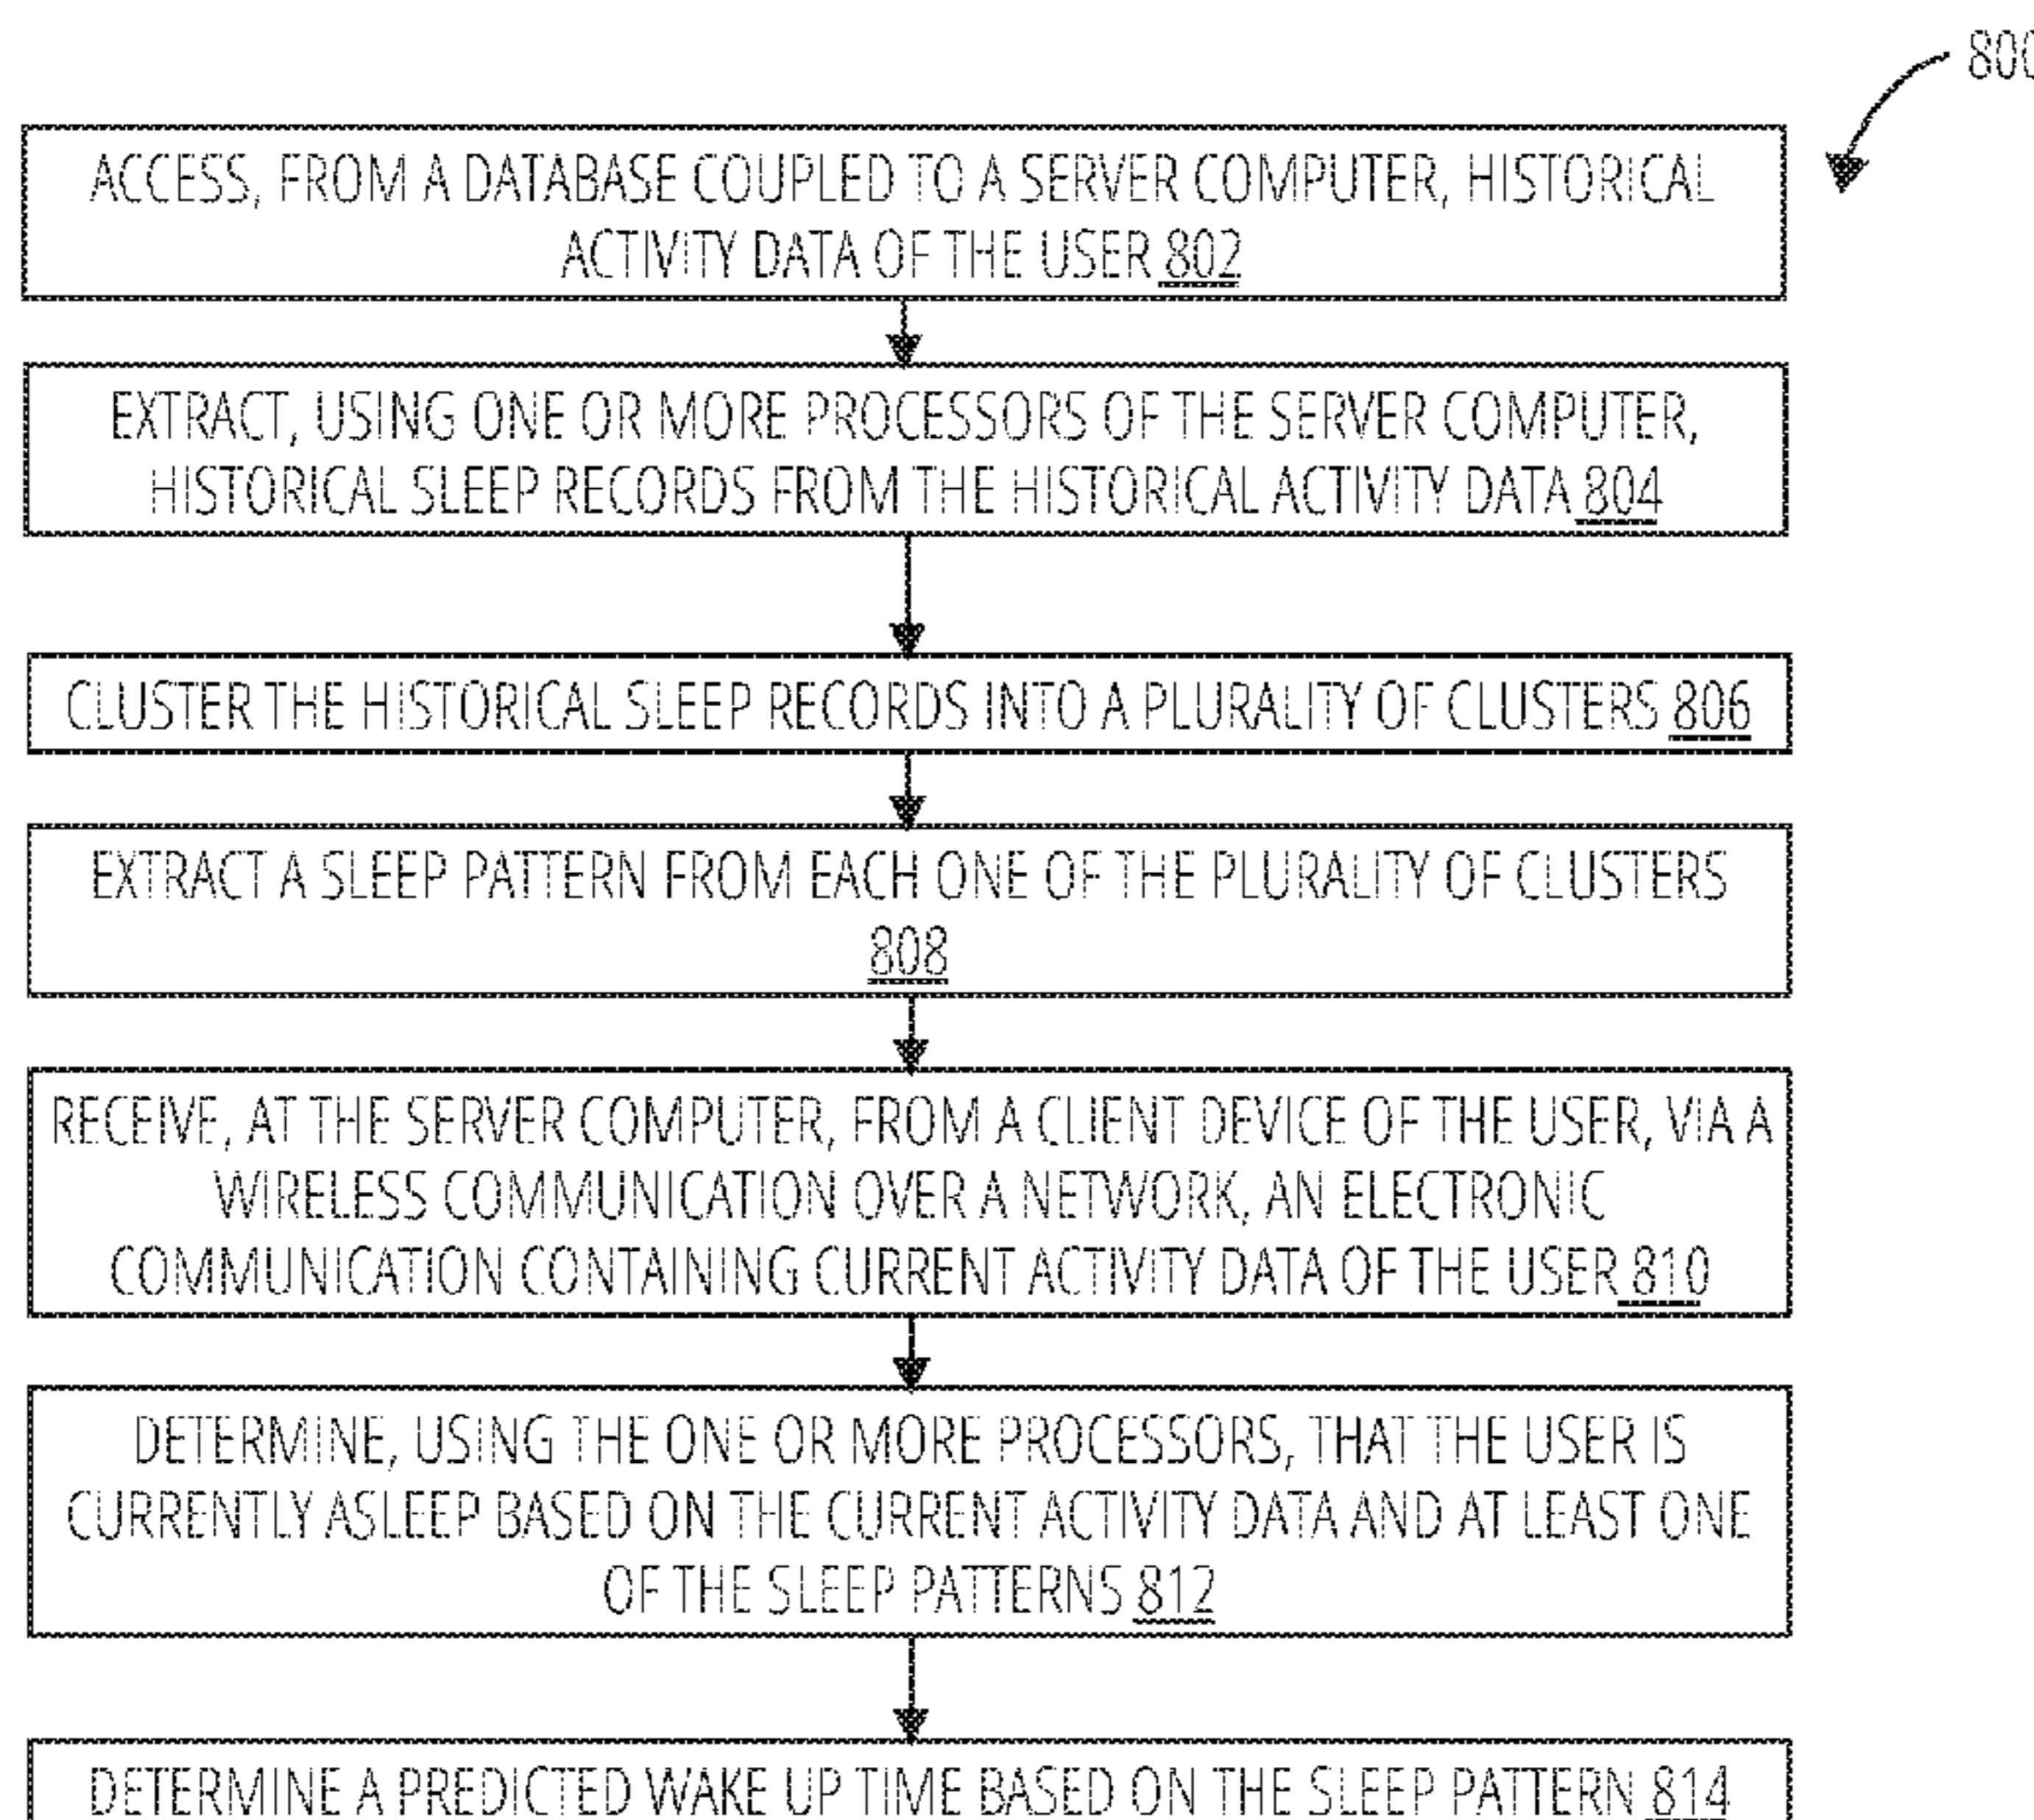 800
ACCESS, FROM A DATABASE COUPLED TO A SERVER COMPUTER, HISTORICAL
ACTIVITY DATA OF THE USER 802
EXTRACT, USING ONE OR MORE PROCESSORS OF THE SERVER COMPUTER,
HISTORICAL SLEEP RECORDS FROM THE HISTORICAL ACTIVITY DATA 804
CLUSTER THE HISTORICAL SLEEP RECORDS INTO A PLURALITY OF CLUSTERS 806
EXTRACT A SLEEP PATTERN FROM EACH ONE OF THE PLURALITY OF CLUSTERS
808
RECEIVE, AT THE SERVER COMPUTER, FROM A CLIENT DEVICE OF THE USER, VIA A
WIRELESS COMMUNICATION OVER A NETWORK, AN ELECTRONIC
COMMUNICATION CONTAINING CURRENT ACTIVITY DATA OF THE USER 810
DETERMINE, USING THE ONE OR MORE PROCESSORS, THAT THE USER IS
CURRENTLY ASLEEP BASED ON THE CURRENT ACTIVITY DATA AND AT LEAST ONE
OF THE SLEEP PATTERNS 812
DETERMINE A PREDICTED WAKE UP TIME BASED ON THE SLEEP PATTERN 814